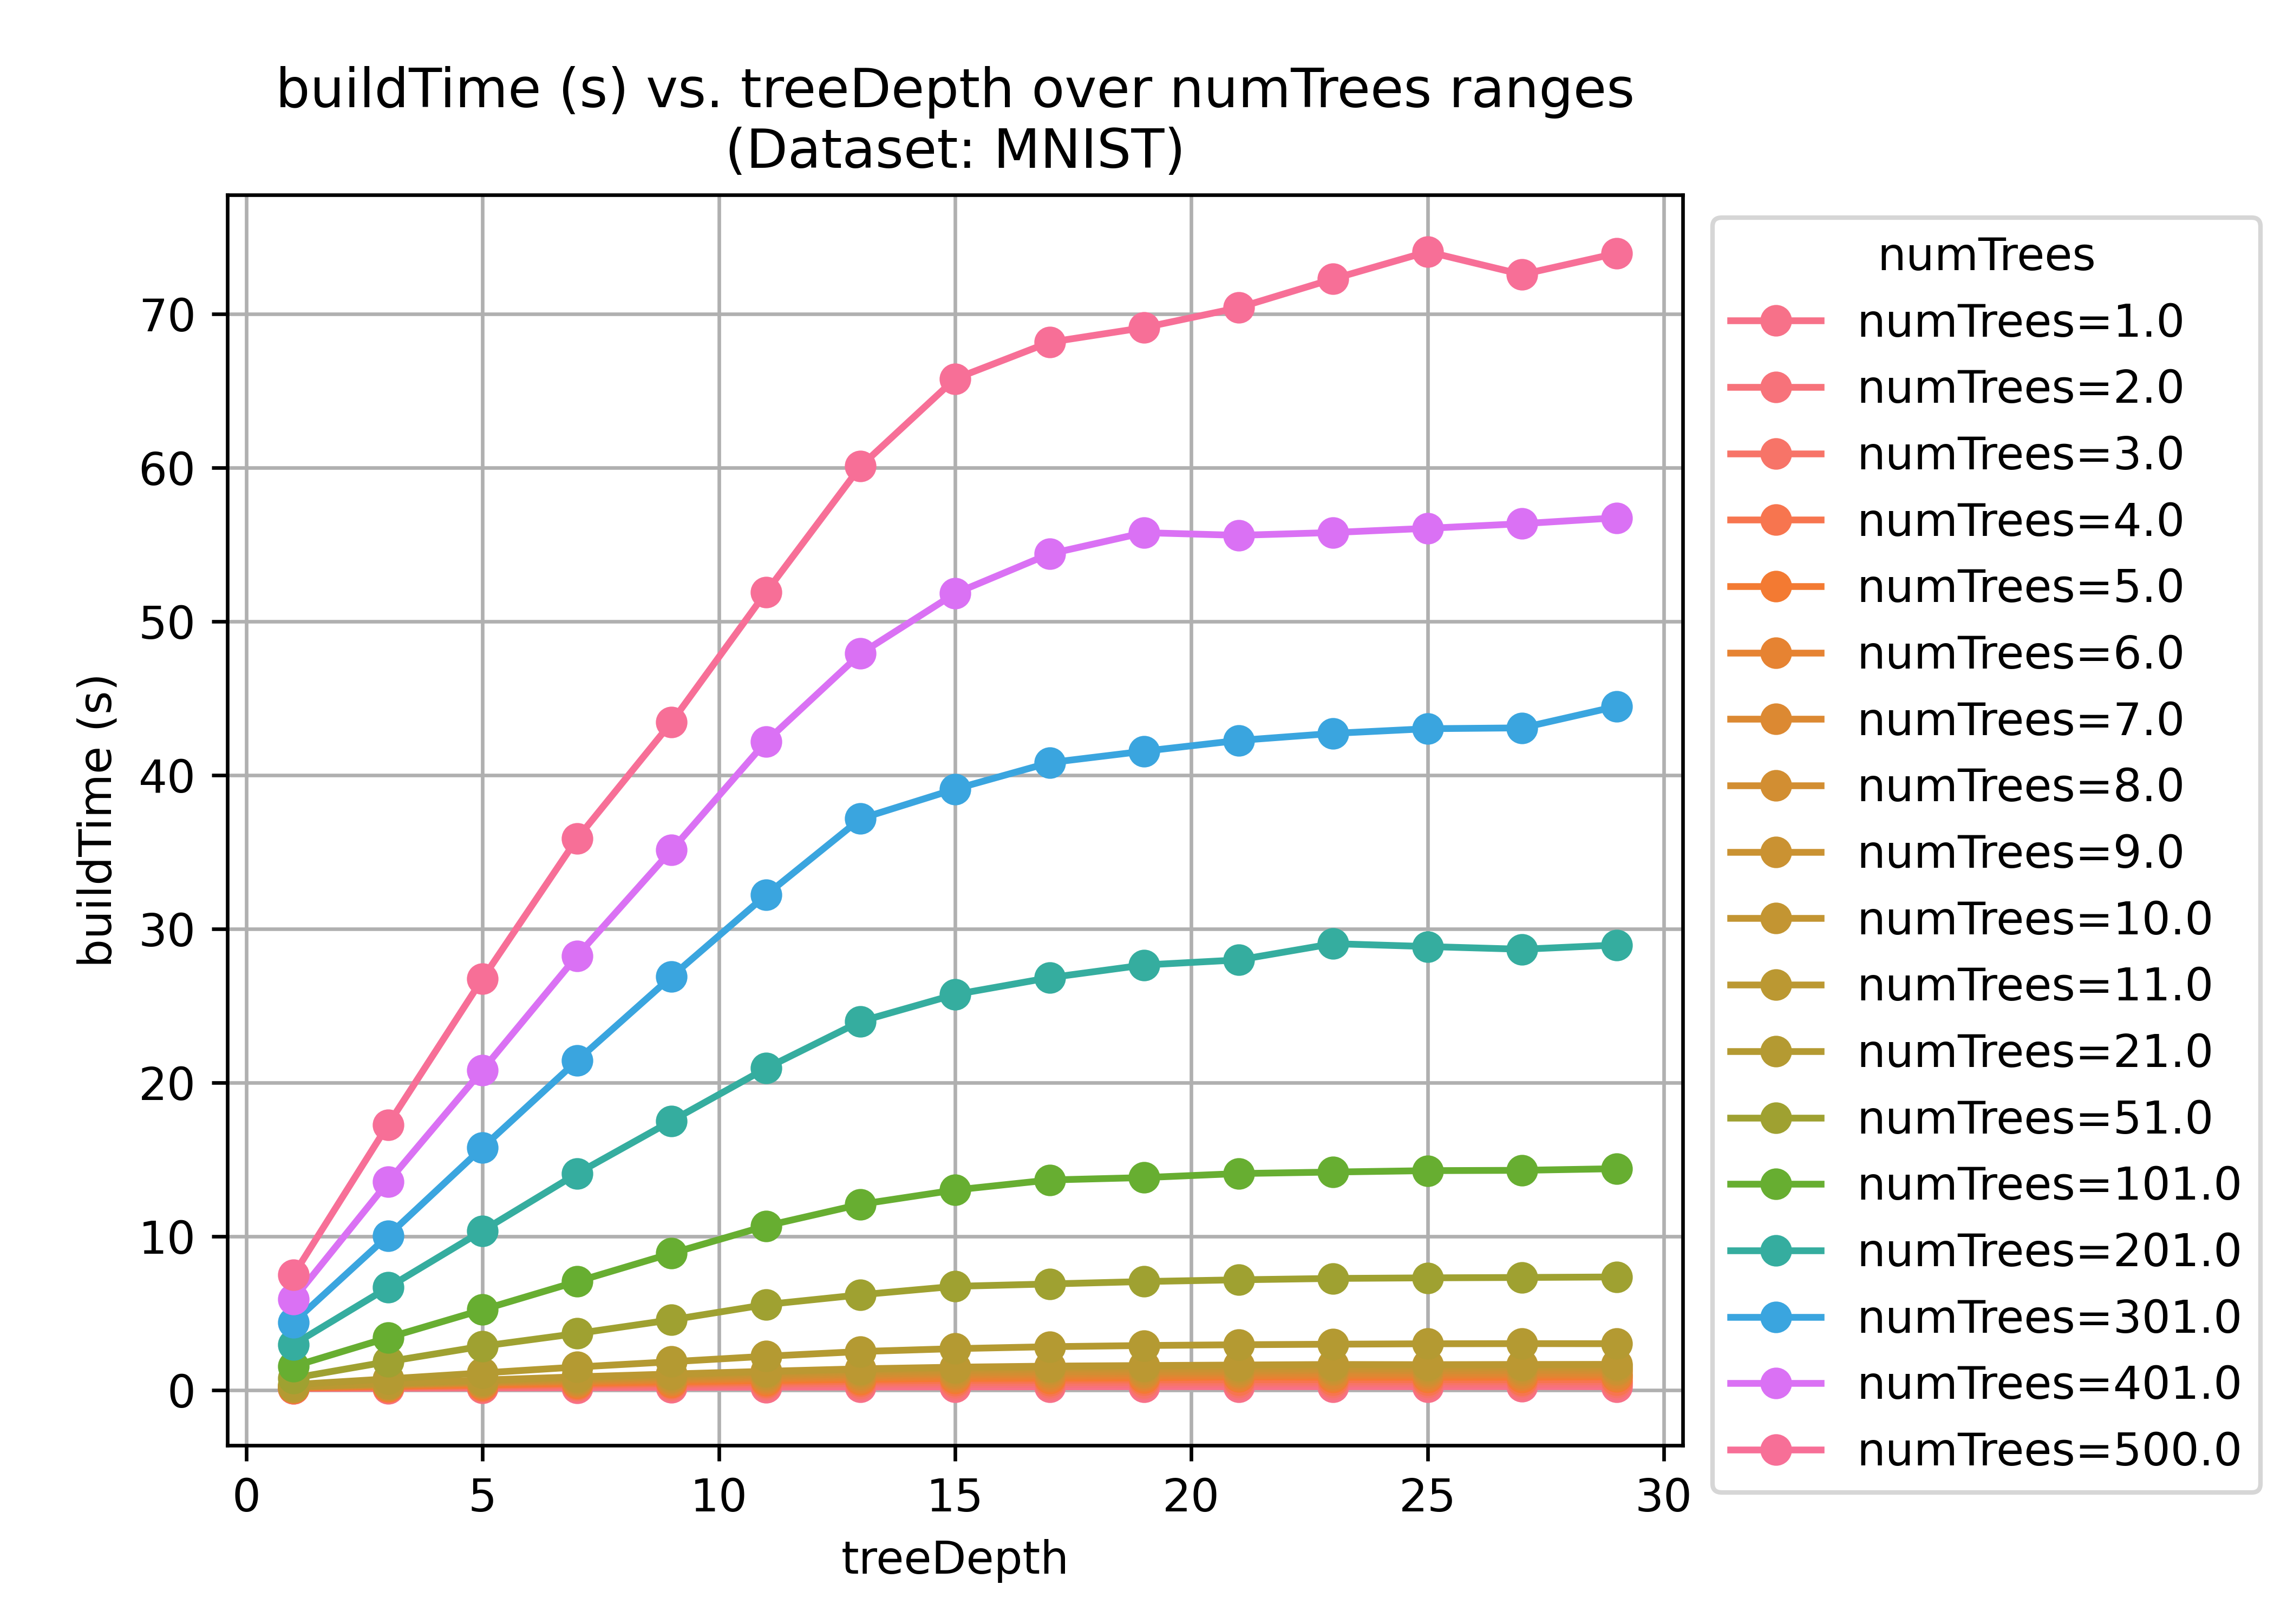 buildTime (s) vs. treeDepth over numTrees ranges
(Dataset: MNIST)
buildTime (s)
70
60
50
40
30
20
10
0
0
5
10
15
20
25
30
treeDepth
numTrees
numTrees=1.0
numTrees=2.0
numTrees=3.0
numTrees=4.0
numTrees=5.0
numTrees=6.0
numTrees=7.0
numTrees=8.0
numTrees=9.0
numTrees=10.0
numTrees=11.0
numTrees=21.0
numTrees=51.0
numTrees=101.0
numTrees=201.0
numTrees=301.0
numTrees=401.0
numTrees=500.0